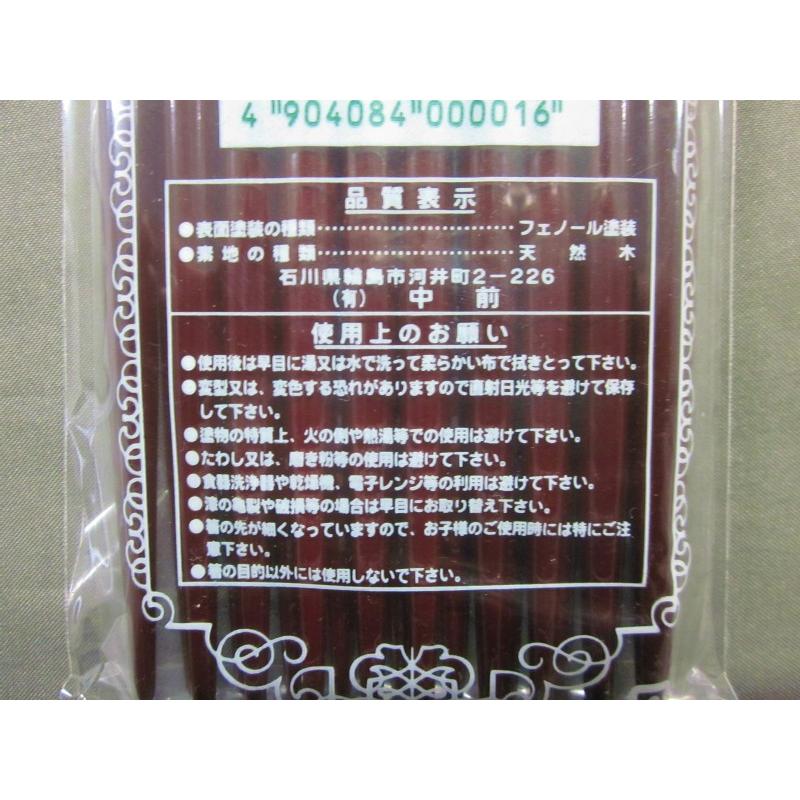 4"904084"000016"
品質表示
●表面塗装の種類…………………………フェノール塗装
●素地の種類…………………………天然木
石川県輪島市河井町2−226
(有) 中前
使用上のお願い
●使用後は早目に湯又は水で洗って柔らかい布で拭きとって下さい。
●変型又は、変色する恐れがありますので直射日光等を避けて保存
して下さい。
●塗物の特質上、火の側や熱湯等での使用は避けて下さい。
●たわし又は、磨き粉等の使用は避けて下さい。
●食器洗浄器や乾燥機、電子レンジ等の利用は避けて下さい。
●漆の亀裂や破損等の場合は早目にお取り替え下さい。
●箸の先が細くなっていますので、お子様のご使用時には特にご注
意下さい。
●箸の目的以外には使用しないで下さい。